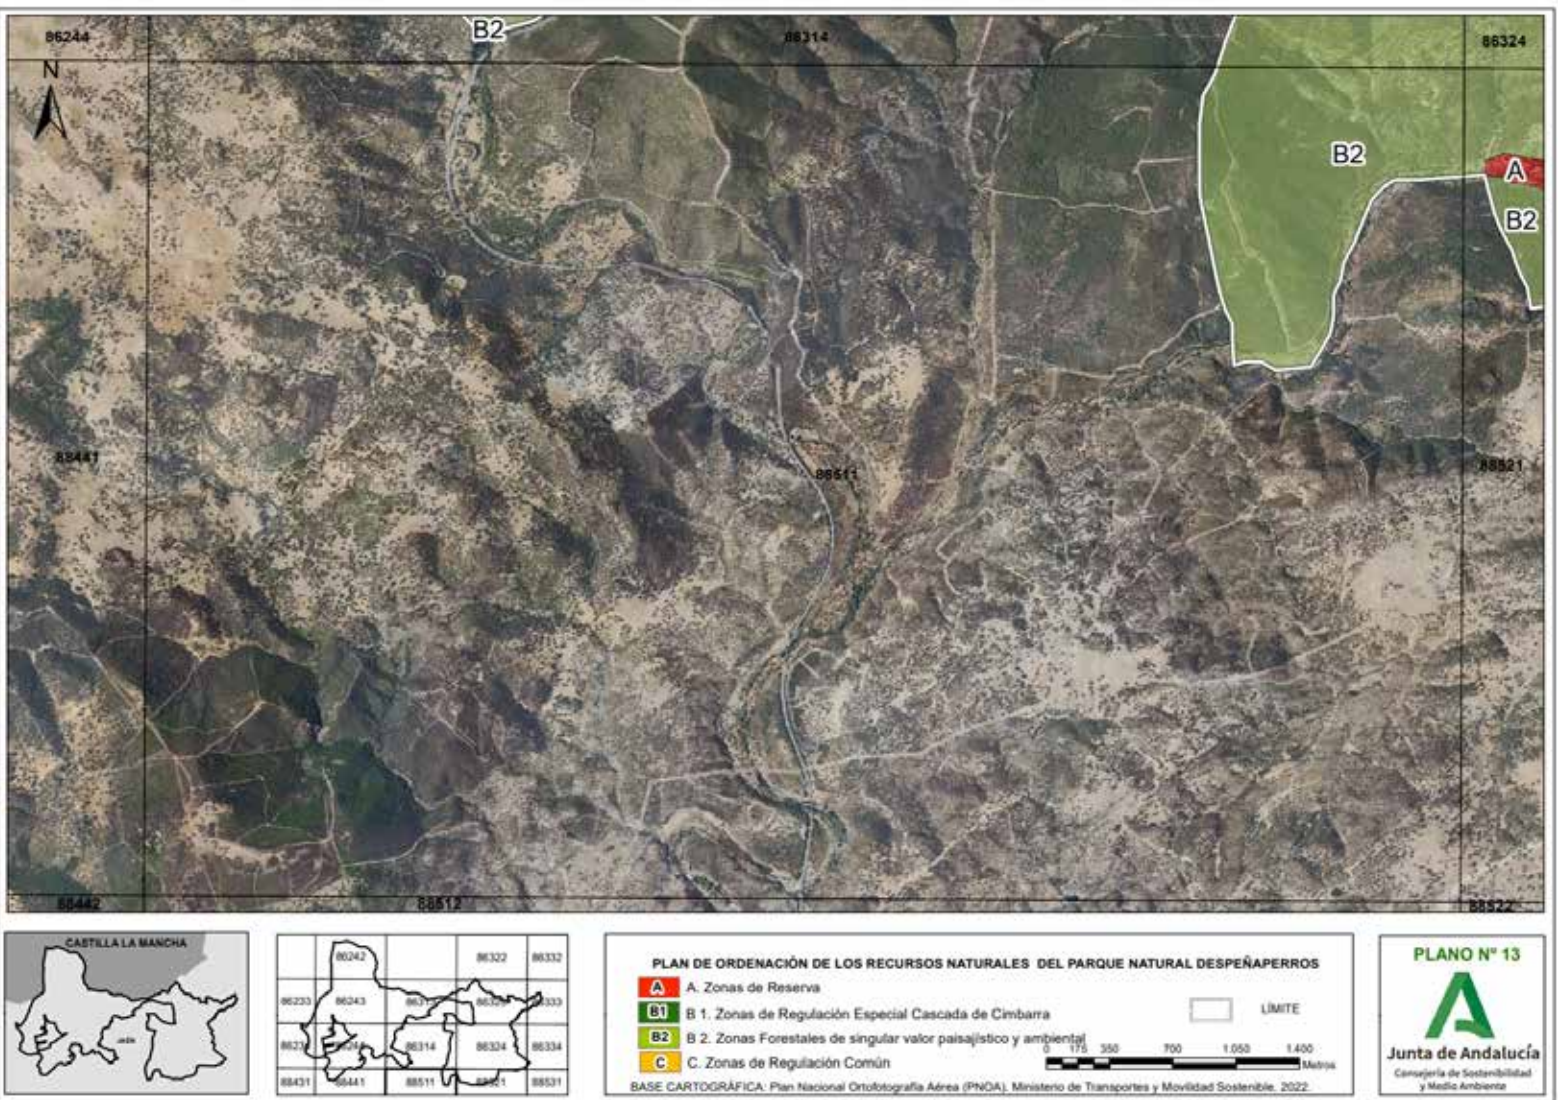 B2
86244
86314
86324
N
B2
A
B2
88441
88511
88521
88442
88512
88522
CASTILLA LA MANCHA
JAÉN
86242
86322
86332
86233
86243
86334
86314
86324
88431
88441
88511
88521
88531
PLAN DE ORDENACIÓN DE LOS RECURSOS NATURALES DEL PARQUE NATURAL DESPEÑAPERROS
A A. Zonas de Reserva
B1 B 1. Zonas de Regulación Especial Cascada de Cimbarra
LÍMITE
B2 B 2. Zonas Forestales de singular valor paisajístico y ambiental
C C. Zonas de Regulación Común
0 175 350 700 1.050 1.400
Metros
BASE CARTOGRÁFICA: Plan Nacional Ortofotografía Aérea (PNOA). Ministerio de Transportes y Movilidad Sostenible. 2022.
PLANO Nº 13
Junta de Andalucía
Consejería de Sostenibilidad
y Medio Ambiente